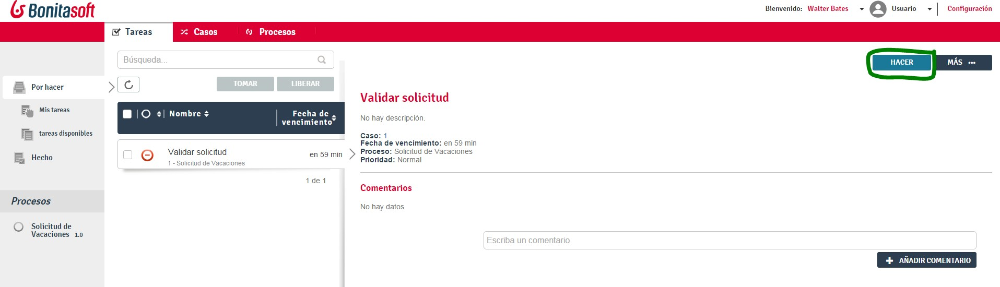 Bonitasoft
Bienvenido: Walter Bates Usuario Configuración
Tareas Casos Procesos
Búsqueda...
HACER MÁS •••
Por hacer
TOMAR LIBERAR
Validar solicitud
Mis tareas
Nombre Fecha de vencimiento
No hay descripción.
tareas disponibles
Caso: 1
Fecha de vencimiento: en 59 min
Proceso: Solicitud de Vacaciones
Prioridad: Normal
Hecho
Validar solicitud en 59 min
1 - Solicitud de Vacaciones
1 de 1
Comentarios
Procesos
No hay datos
Solicitud de
Vacaciones 1.0
Escriba un comentario
AÑADIR COMENTARIO